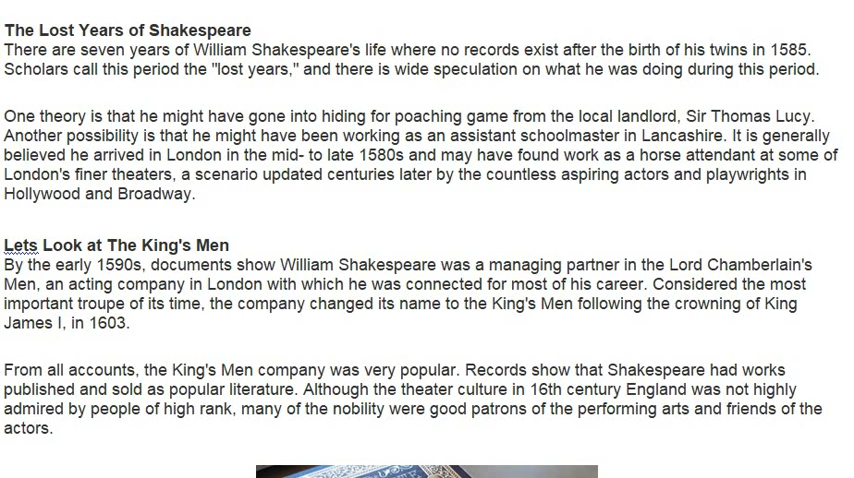 The Lost Years of Shakespeare
There are seven years of William Shakespeare's life where no records exist after the birth of his twins in 1585.
Scholars call this period the "lost years," and there is wide speculation on what he was doing during this period.
One theory is that he might have gone into hiding for poaching game from the local landlord, Sir Thomas Lucy.
Another possibility is that he might have been working as an assistant schoolmaster in Lancashire. It is generally
believed he arrived in London in the mid- to late 1580s and may have found work as a horse attendant at some of
London's finer theaters, a scenario updated centuries later by the countless aspiring actors and playwrights in
Hollywood and Broadway.
Lets Look at The King's Men
By the early 1590s, documents show William Shakespeare was a managing partner in the Lord Chamberlain's
Men, an acting company in London with which he was connected for most of his career. Considered the most
important troupe of its time, the company changed its name to the King's Men following the crowning of King
James I, in 1603.
From all accounts, the King's Men company was very popular. Records show that Shakespeare had works
published and sold as popular literature. Although the theater culture in 16th century England was not highly
admired by people of high rank, many of the nobility were good patrons of the performing arts and friends of the
actors.